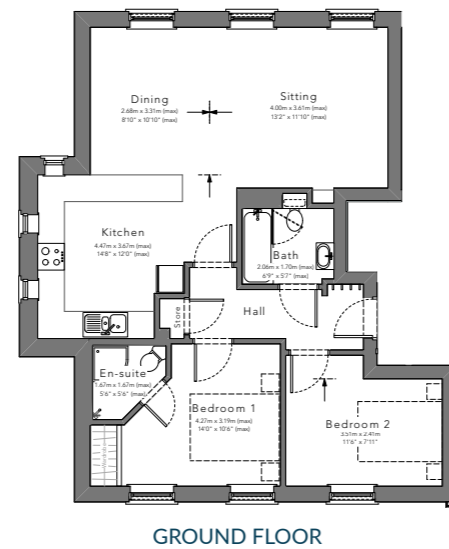 Dining
2.68m x 3.31m (max)
8'10" x 10'10" (max)
Sitting
4.00m x 3.61m (max)
13'2" x 11'10" (max)
Kitchen
4.47m x 3.67m (max)
14'8" x 12'0" (max)
Bath
2.06m x 1.70m (max)
6'9" x 5'7" (max)
Store
Hall
En-suite
1.67m x 1.67m (max)
5'6" x 5'6" (max)
Bedroom 1
4.27m x 3.19m (max)
14'0" x 10'6" (max)
Bedroom 2
3.51m x 2.41m
11'6" x 7'11"
GROUND FLOOR